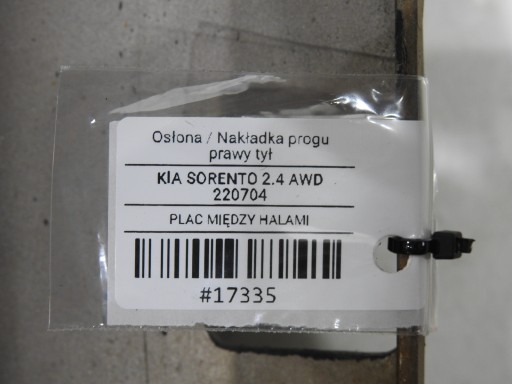 Osłona / Nakładka progu
prawy tył
KIA SORENTO 2.4 AWD
220704
PLAC MIĘDZY HALAMI
#17335